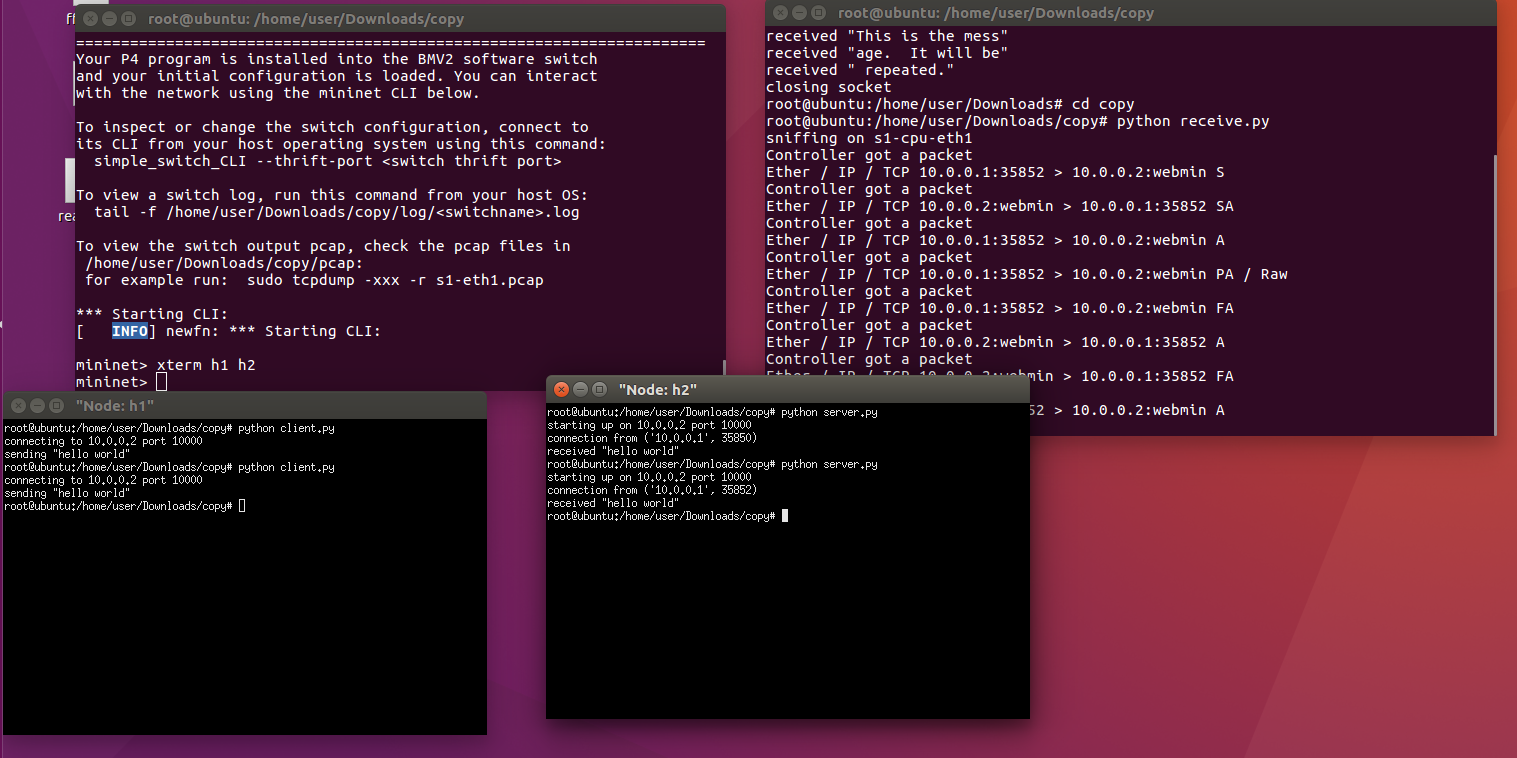 ff
root@ubuntu: /home/user/Downloads/copy
======================================================================
Your P4 program is installed into the BMV2 software switch
and your initial configuration is loaded. You can interact
with the network using the mininet CLI below.
To inspect or change the switch configuration, connect to
its CLI from your host operating system using this command:
simple_switch_CLI --thrift-port <switch thrift port>
To view a switch log, run this command from your host OS:
tail -f /home/user/Downloads/copy/log/<switchname>.log
rea
To view the switch output pcap, check the pcap files in
/home/user/Downloads/copy/pcap:
for example run:  sudo tcpdump -xxx -r s1-eth1.pcap
*** Starting CLI:
[   INFO] newfn: *** Starting CLI:
mininet> xterm h1 h2
mininet>
root@ubuntu: /home/user/Downloads/copy
received "This is the mess"
received "age.  It will be"
received " repeated."
closing socket
root@ubuntu:/home/user/Downloads# cd copy
root@ubuntu:/home/user/Downloads/copy# python receive.py
sniffing on s1-cpu-eth1
Controller got a packet
Ether / IP / TCP 10.0.0.1:35852 > 10.0.0.2:webmin S
Controller got a packet
Ether / IP / TCP 10.0.0.2:webmin > 10.0.0.1:35852 SA
Controller got a packet
Ether / IP / TCP 10.0.0.1:35852 > 10.0.0.2:webmin A
Controller got a packet
Ether / IP / TCP 10.0.0.1:35852 > 10.0.0.2:webmin PA / Raw
Controller got a packet
Ether / IP / TCP 10.0.0.1:35852 > 10.0.0.2:webmin FA
Controller got a packet
Ether / IP / TCP 10.0.0.2:webmin > 10.0.0.1:35852 A
Controller got a packet
Ether / IP / TCP 10.0.0.2:webmin > 10.0.0.1:35852 FA
52 > 10.0.0.2:webmin A
"Node: h1"
root@ubuntu:/home/user/Downloads/copy# python client.py
connecting to 10.0.0.2 port 10000
sending "hello world"
root@ubuntu:/home/user/Downloads/copy# python client.py
connecting to 10.0.0.2 port 10000
sending "hello world"
root@ubuntu:/home/user/Downloads/copy#
"Node: h2"
root@ubuntu:/home/user/Downloads/copy# python server.py
starting up on 10.0.0.2 port 10000
connection from ('10.0.0.1', 35850)
received "hello world"
root@ubuntu:/home/user/Downloads/copy# python server.py
starting up on 10.0.0.2 port 10000
connection from ('10.0.0.1', 35852)
received "hello world"
root@ubuntu:/home/user/Downloads/copy#